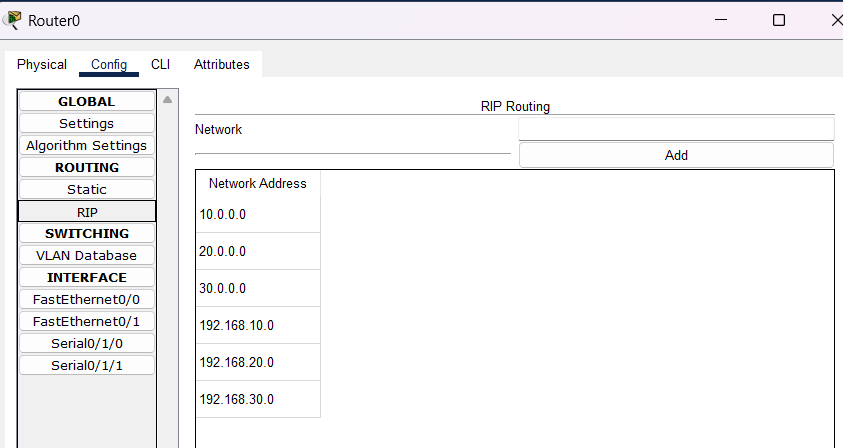 Router0
Physical Config CLI Attributes
GLOBAL
Settings
Algorithm Settings
ROUTING
Static
RIP
SWITCHING
VLAN Database
INTERFACE
FastEthernet0/0
FastEthernet0/1
Serial0/1/0
Serial0/1/1
RIP Routing
Network
Add
Network Address
10.0.0.0
20.0.0.0
30.0.0.0
192.168.10.0
192.168.20.0
192.168.30.0